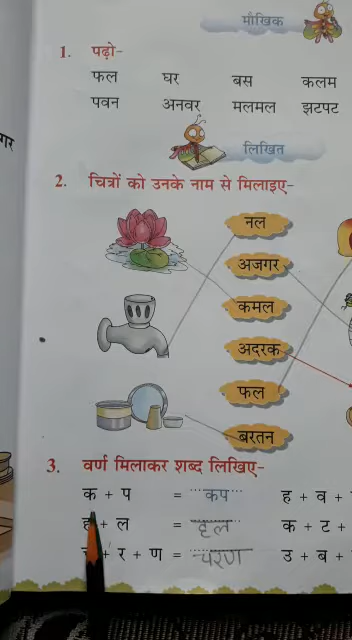 मौखिक
1. पढ़ो-
फल घर बस कलम
पवन अनवर मलमल झटपट
लिखित
2. चित्रों को उनके नाम से मिलाइए-
नल
अजगर
कमल
अदरक
फल
बरतन
3. वर्ण मिलाकर शब्द लिखिए-
क + प = कप ह + व +
ह + ल = हल क + ट +
+ र + ण = चरण उ + ब +